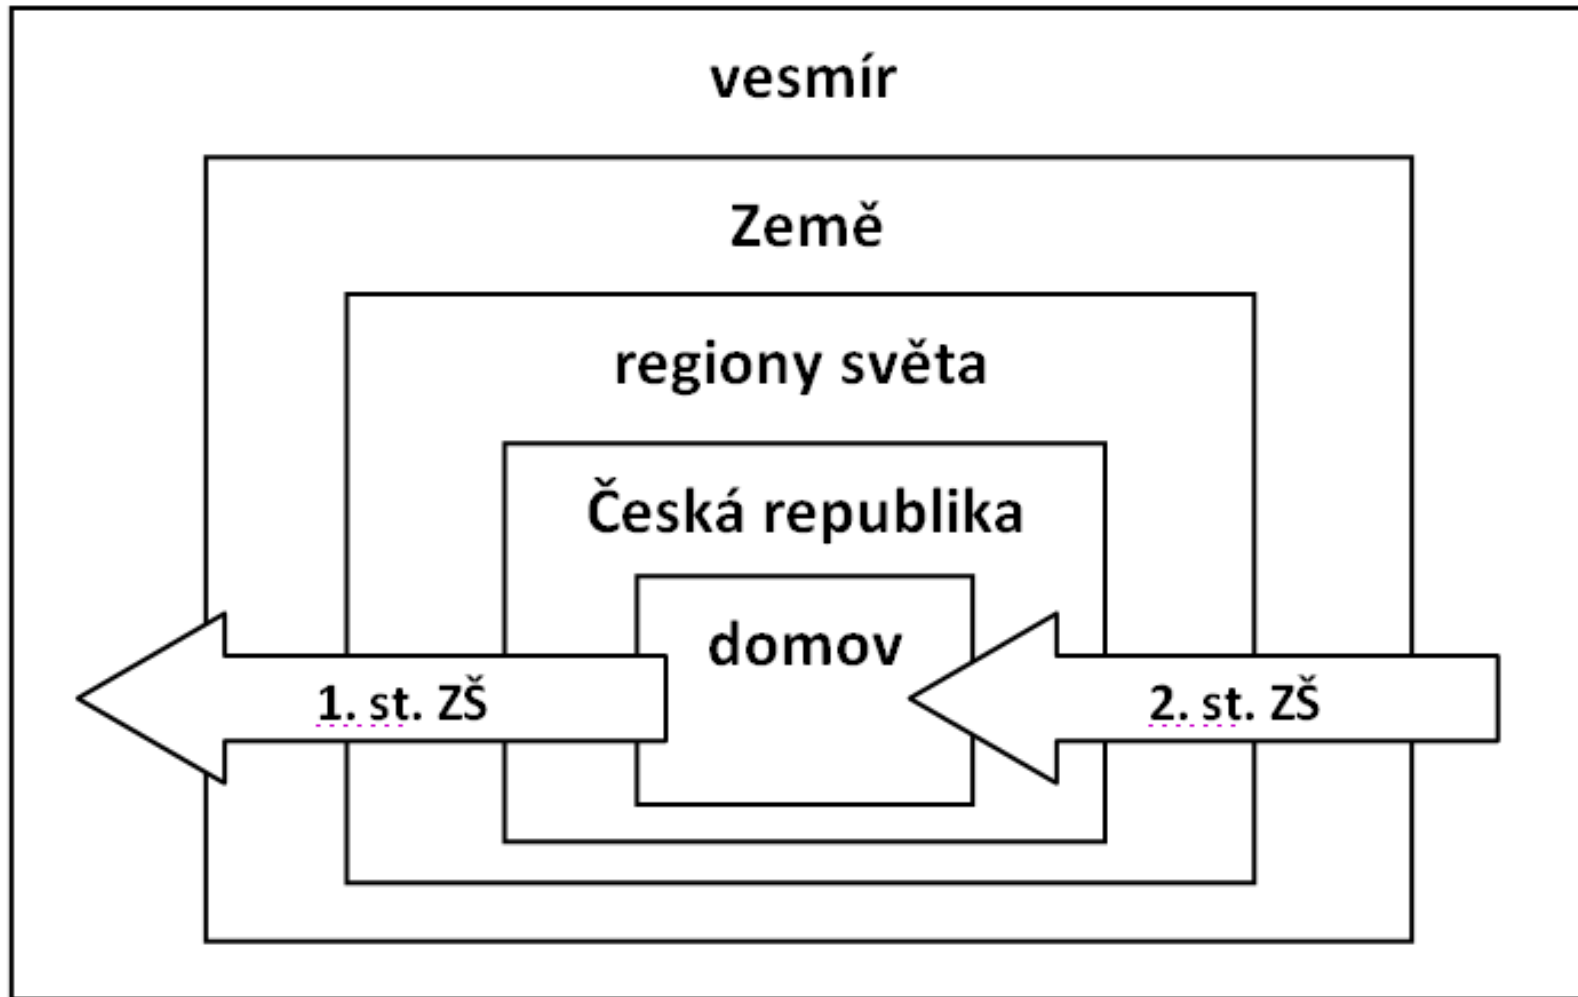 vesmír
Země
regiony světa
Česká republika
domov
1. st. ZŠ
2. st. ZŠ